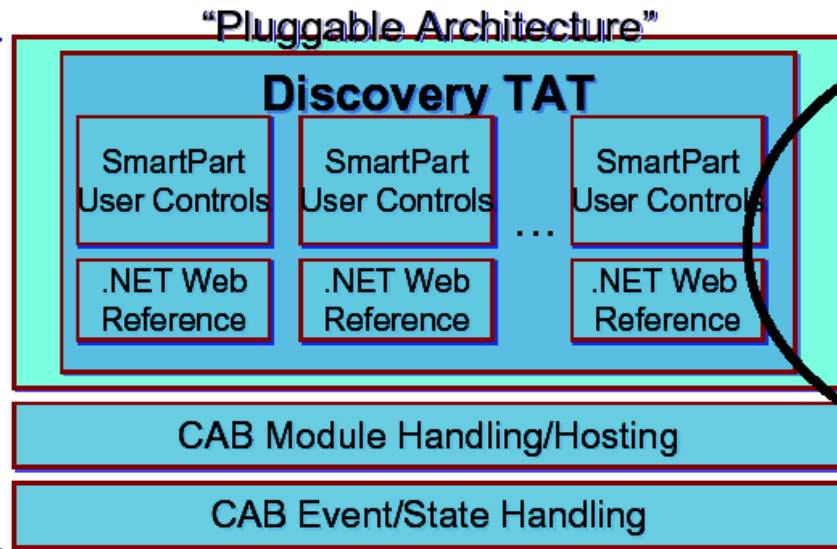 “Pluggable Architecture”
Discovery TAT
SmartPart
User Controls
SmartPart
User Controls
...
SmartPart
User Controls
.NET Web
Reference
.NET Web
Reference
.NET Web
Reference
CAB Module Handling/Hosting
CAB Event/State Handling